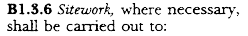 B1.3.6 Sitework, where necessary,
shall be carried out to: